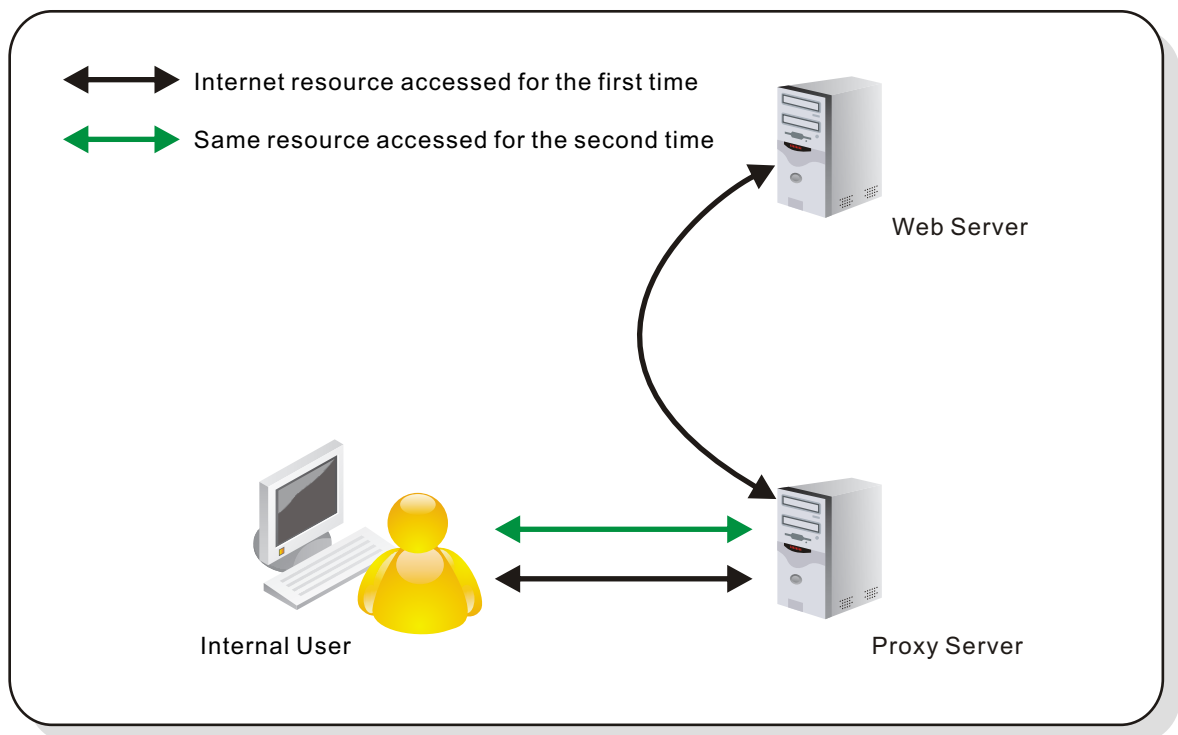 Internet resource accessed for the first time
Same resource accessed for the second time
Web Server
Internal User
Proxy Server